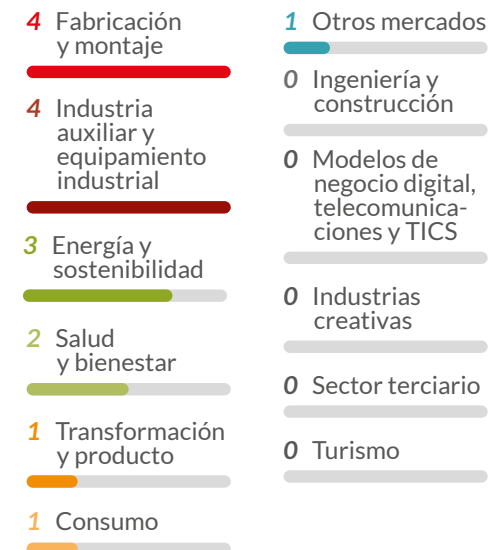 4 Fabricación
y montaje
4 Industria
auxiliar y
equipamiento
industrial
3 Energía y
sostenibilidad
2 Salud
y bienestar
1 Transformación
y producto
1 Consumo
1 Otros mercados
0 Ingeniería y
construcción
0 Modelos de
negocio digital,
telecomunica-
ciones y TICS
0 Industrias
creativas
0 Sector terciario
0 Turismo